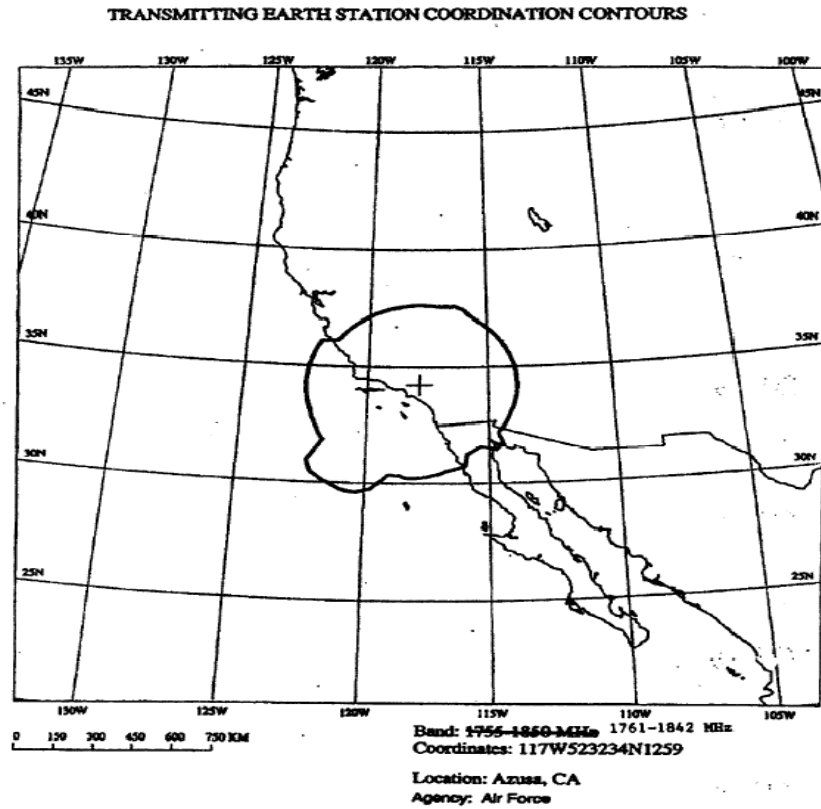 TRANSMITTING EARTH STATION COORDINATION CONTOURS
135W 130W 125W 120W 115W 110W 105W 100W
45N 45N
40N 40N
35N 35N
30N 30N
25N 25N
150W 125W 120W 115W 110W 105W
0 150 300 450 600 750 KM
Band: 1755-1850 MHz 1761-1842 MHz
Coordinates: 117W523234N1259
Location: Azusa, CA
Agency: Air Force